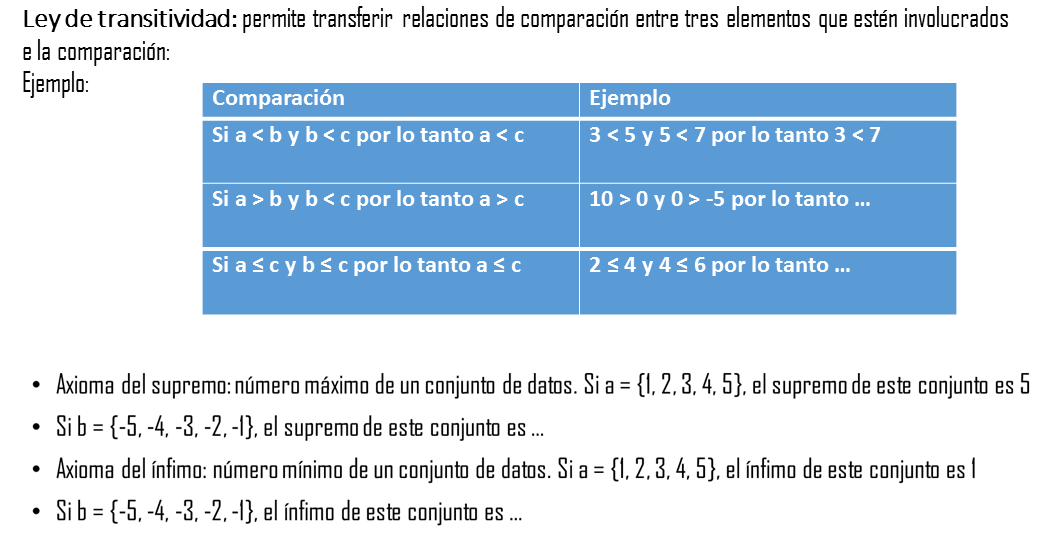 Ley de transitividad: permite transferir relaciones de comparación entre tres elementos que estén involucrados
e la comparación:
Ejemplo:
Comparación Ejemplo
Si a < b y b < c por lo tanto a < c 3 < 5 y 5 < 7 por lo tanto 3 < 7
Si a > b y b < c por lo tanto a > c 10 > 0 y 0 > -5 por lo tanto ...
Si a ≤ c y b ≤ c por lo tanto a ≤ c 2 ≤ 4 y 4 ≤ 6 por lo tanto ...
• Axioma del supremo: número máximo de un conjunto de datos. Si a = {1, 2, 3, 4, 5}, el supremo de este conjunto es 5
• Si b = {-5, -4, -3, -2, -1}, el supremo de este conjunto es ...
• Axioma del ínfimo: número mínimo de un conjunto de datos. Si a = {1, 2, 3, 4, 5}, el ínfimo de este conjunto es 1
• Si b = {-5, -4, -3, -2, -1}, el ínfimo de este conjunto es ...